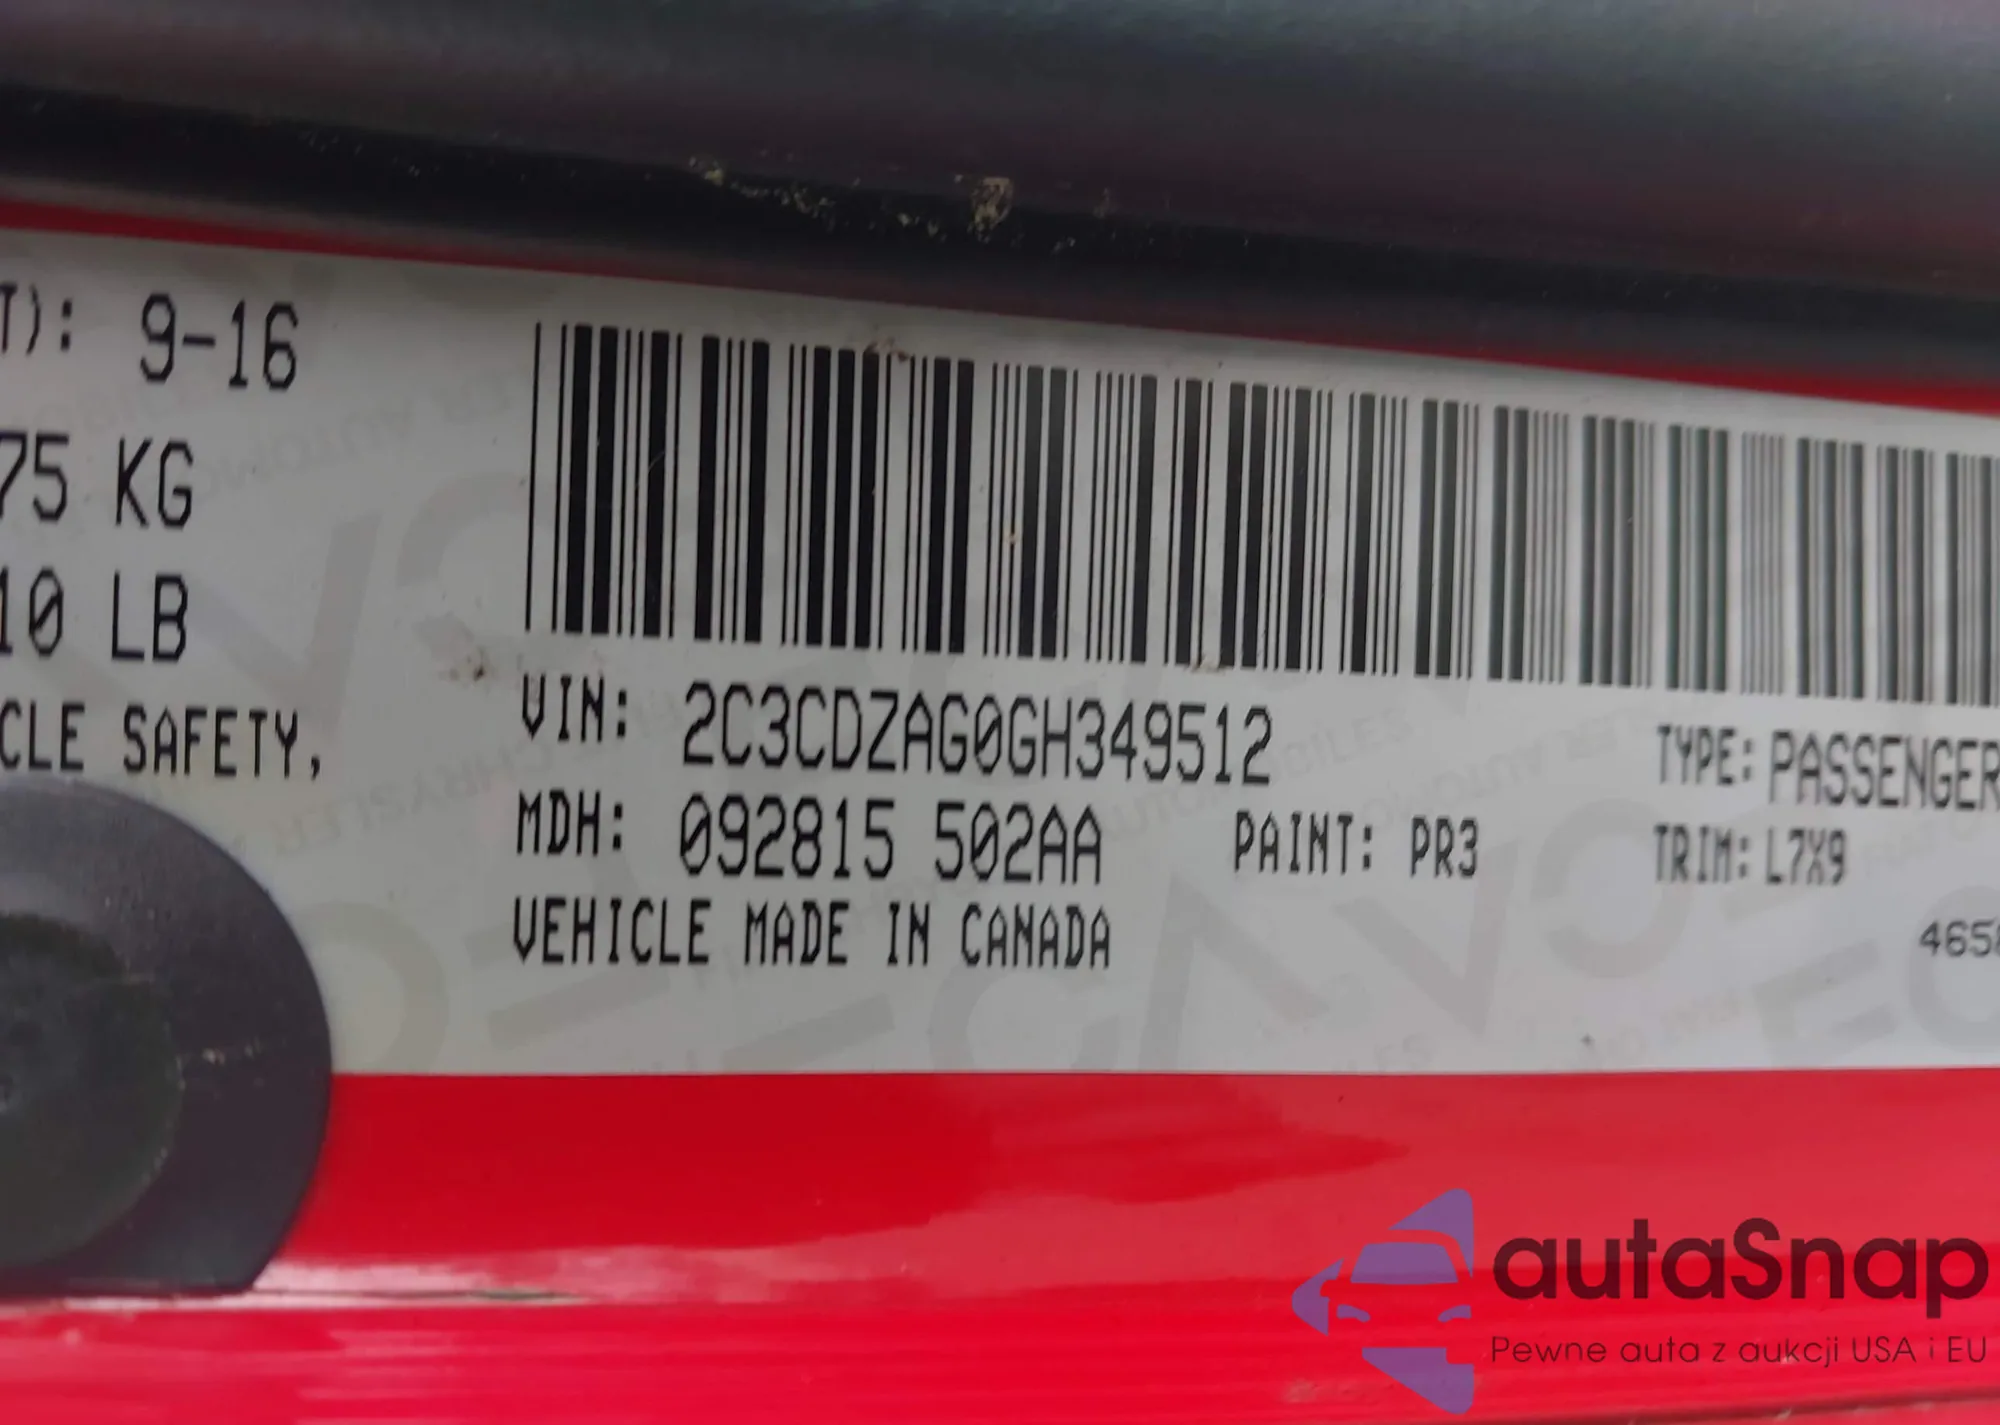 T): 9-16
75 KG
10 LB
CLE SAFETY,
VIN: 2C3CDZAG0GH349512
MDH: 092815 502AA
PAINT: PR3
VEHICLE MADE IN CANADA
TYPE: PASSENGER
TRIM: L7X9
465
autaSnap
Pewne auta z aukcji USA i EU